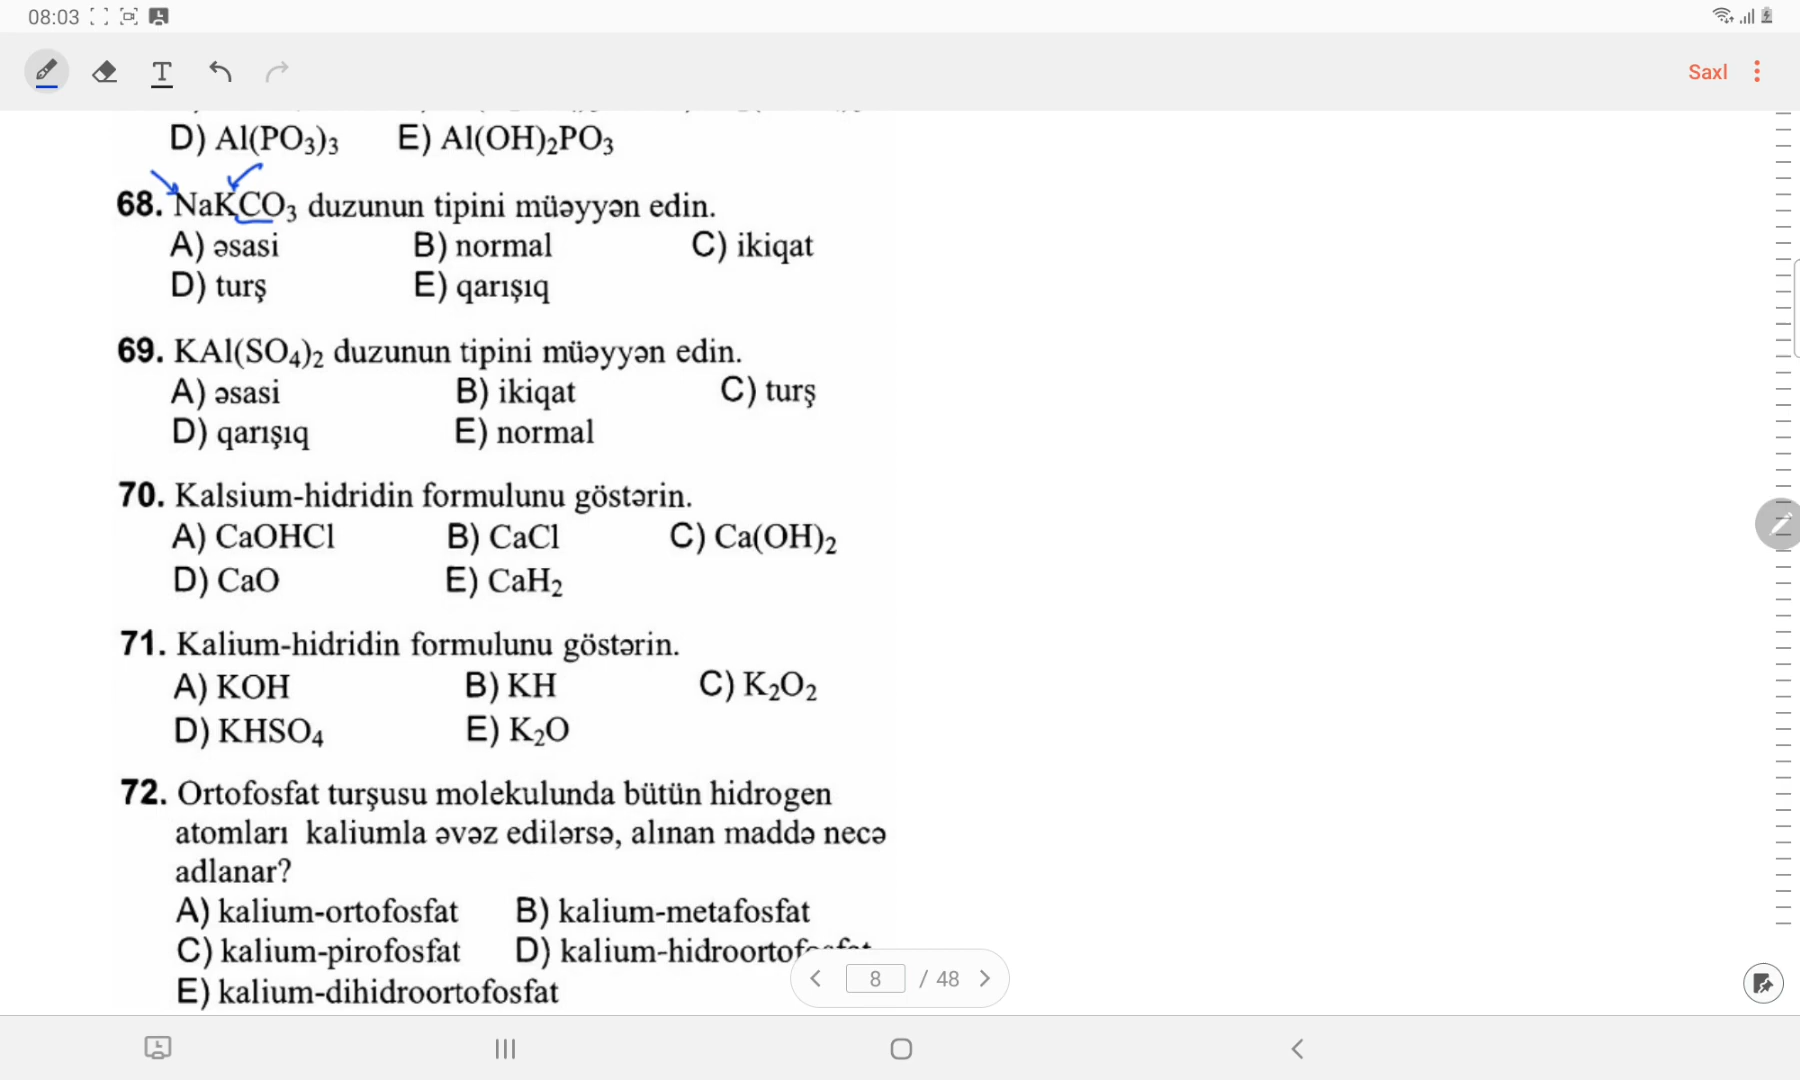 08:03
Saxl
D) Al(PO₃)₃ E) Al(OH)₂PO₃
68. NaKCO₃ duzunun tipini müəyyən edin.
A) əsasi B) normal C) ikiqat
D) turş E) qarışıq
69. KAl(SO₄)₂ duzunun tipini müəyyən edin.
A) əsasi B) ikiqat C) turş
D) qarışıq E) normal
70. Kalsium-hidridin formulunu göstərin.
A) CaOHCl B) CaCl C) Ca(OH)₂
D) CaO E) CaH₂
71. Kalium-hidridin formulunu göstərin.
A) KOH B) KH C) K₂O₂
D) KHSO₄ E) K₂O
72. Ortofosfat turşusu molekulunda bütün hidrogen
atomları kaliumla əvəz edilərsə, alınan maddə necə
adlanar?
A) kalium-ortofosfat B) kalium-metafosfat
C) kalium-pirofosfat D) kalium-hidroortofosfat
E) kalium-dihidroortofosfat
8 / 48